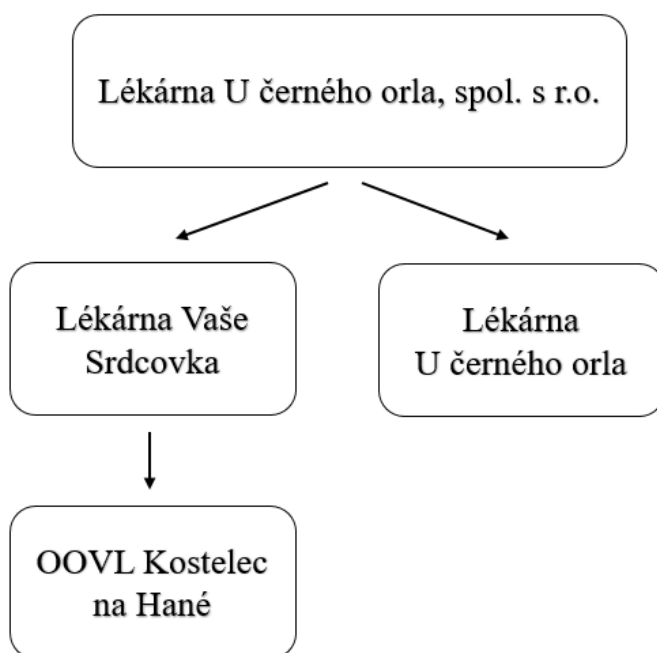 Lékárna U černého orla, spol. s r.o.
Lékárna Vaše
Srdcovka
Lékárna
U černého orla
OOVL Kostelec
na Hané